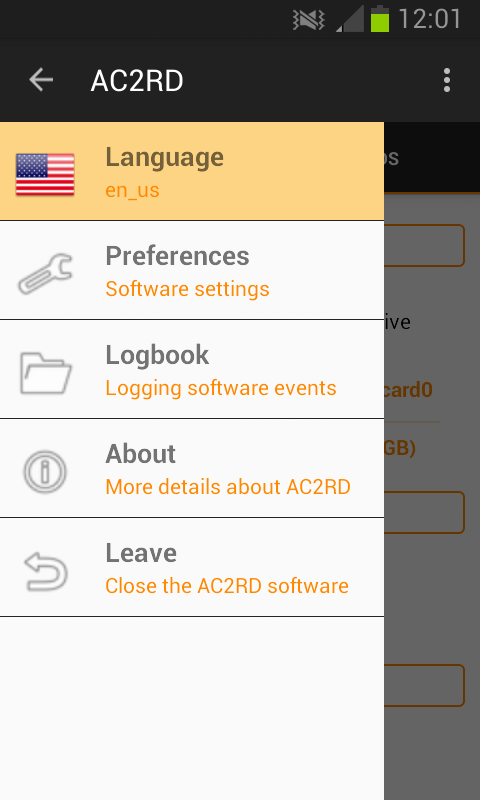 12:01
AC2RD
Language
en_us
Preferences
Software settings
Logbook
Logging software events
About
More details about AC2RD
Leave
Close the AC2RD software
ps
ive
card0
GB)